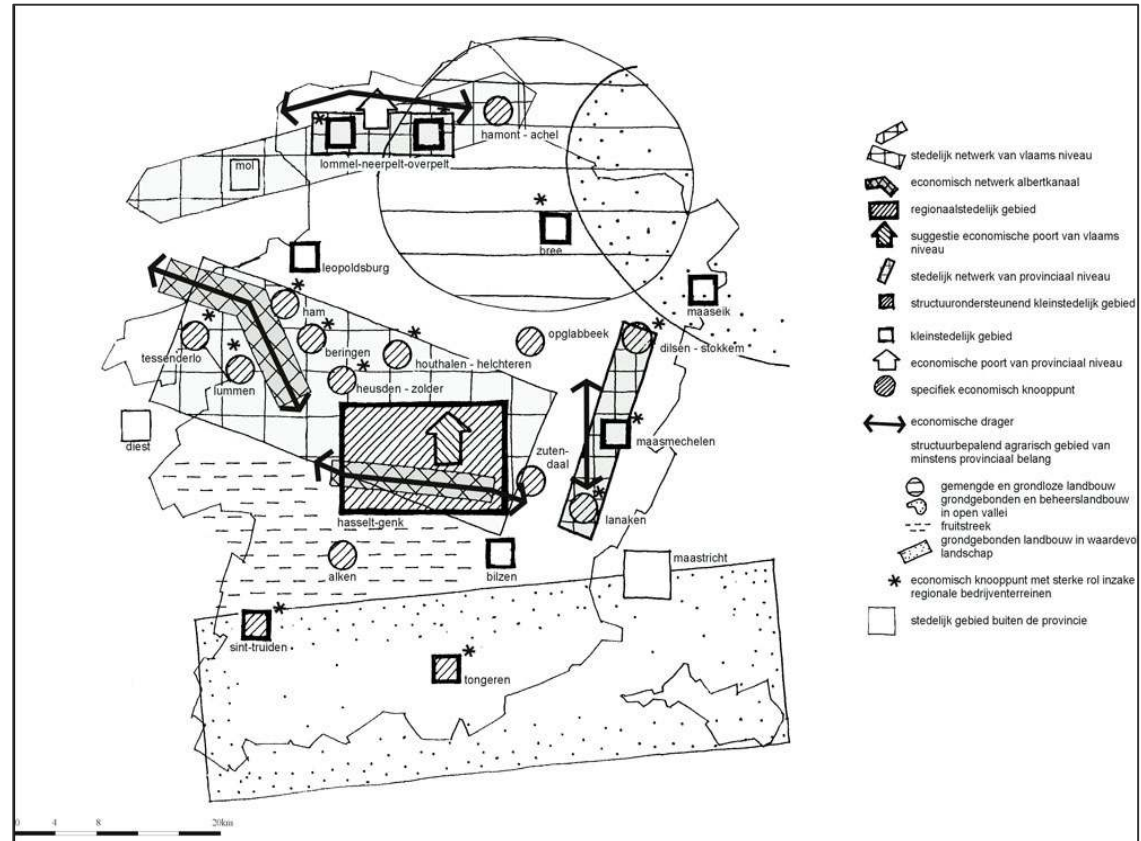 hamont - achel
mol
lommel-neerpelt-overpelt
bree
leopoldsburg
maaseik
ham
tessenderlo
beringen
opglabbeek
dilsen - stokkem
houthalen - helchteren
lummen
heusden - zolder
diest
maasmechelen
zuten-
daal
lanaken
hasselt-genk
alken
bilzen
maastricht
sint-truiden
tongeren
0 4 8 20km
stedelijk netwerk van vlaams niveau
economisch netwerk albertkanaal
regionaalstedelijk gebied
suggestie economische poort van vlaams
niveau
stedelijk netwerk van provinciaal niveau
structuurondersteunend kleinstedelijk gebied
kleinstedelijk gebied
economische poort van provinciaal niveau
specifiek economisch knooppunt
economische drager
structuurbepalend agrarisch gebied van
minstens provinciaal belang
gemengde en grondloze landbouw
grondgebonden en beheerslandbouw
in open vallei
fruitstreek
grondgebonden landbouw in waardevo
landschap
economisch knooppunt met sterke rol inzake
regionale bedrijventerreinen
stedelijk gebied buiten de provincie